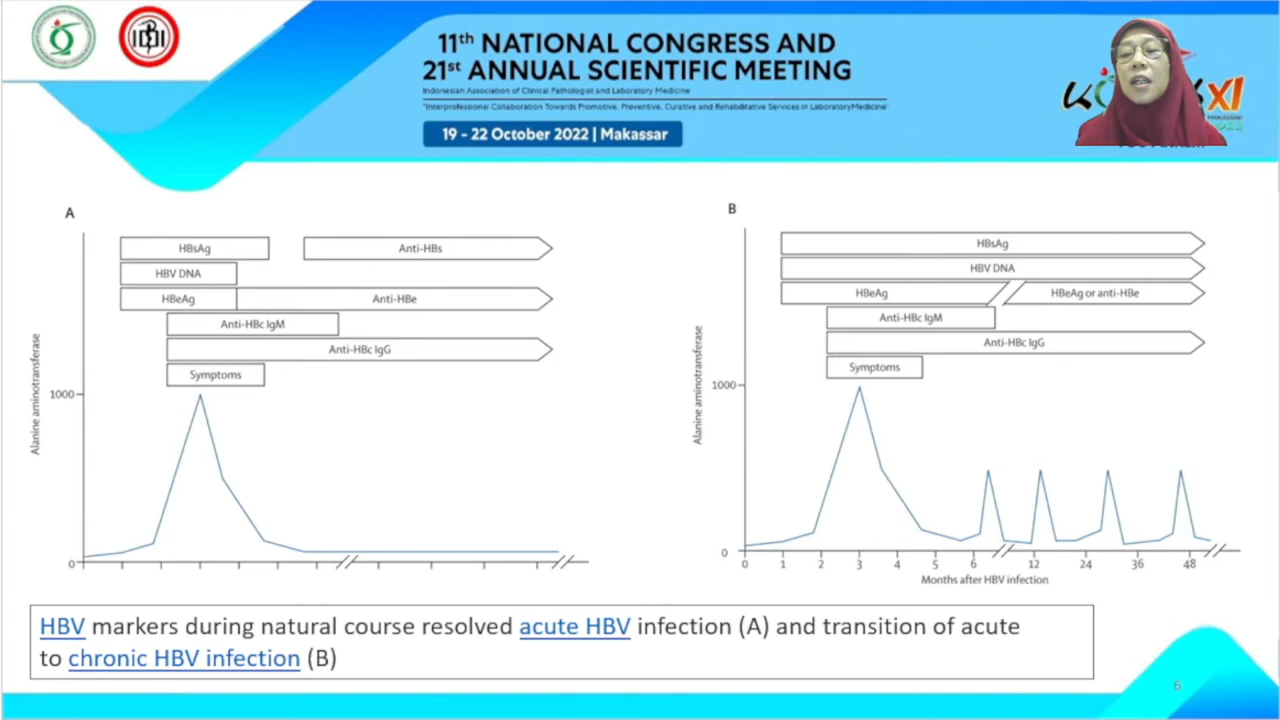 11th NATIONAL CONGRESS AND
21st ANNUAL SCIENTIFIC MEETING
Indonesian Association of Clinical Pathologist and Laboratory Medicine
"Interprofessional Collaboration Towards Promotive, Preventive, Curative and Rehabilitative Services in LaboratoryMedicine"
19 - 22 October 2022 | Makassar
XI
A
HBsAg
Anti-HBs
HBV DNA
HBeAg
Anti-HBe
Anti-HBc IgM
Anti-HBc IgG
Symptoms
Alanine aminotransferase
1000
0
B
HBsAg
HBV DNA
HBeAg
HBeAg or anti-HBe
Anti-HBc IgM
Anti-HBc IgG
Symptoms
Alanine aminotransferase
1000
0
0 1 2 3 4 5 6 12 24 36 48
Months after HBV infection
HBV markers during natural course resolved acute HBV infection (A) and transition of acute
to chronic HBV infection (B)
6